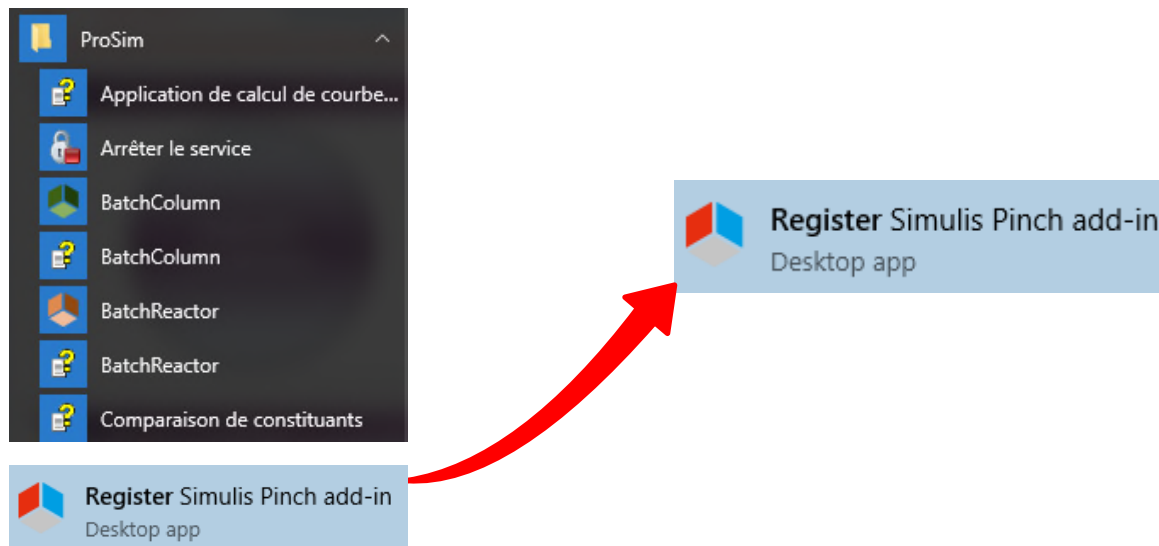 ProSim
Application de calcul de courbe...
Arrêter le service
BatchColumn
BatchColumn
BatchReactor
BatchReactor
Comparaison de constituants
Register Simulis Pinch add-in
Desktop app
Register Simulis Pinch add-in
Desktop app